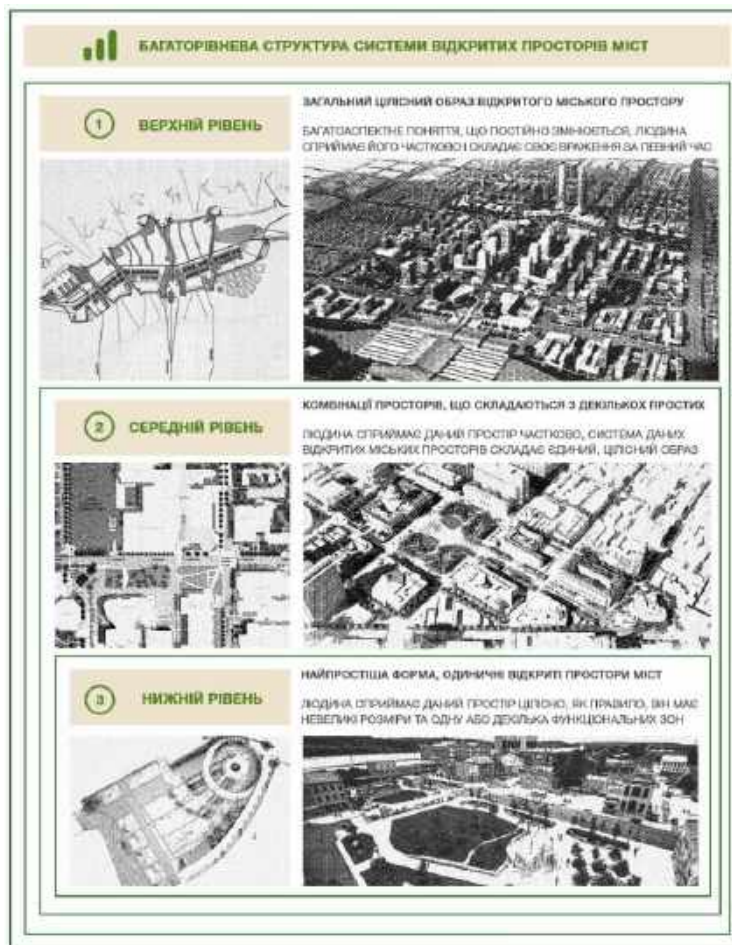 БАГАТОРІВНЕВА СТРУКТУРА СИСТЕМИ ВІДКРИТИХ ПРОСТОРІВ МІСТ
1
ВЕРХНІЙ РІВЕНЬ
ЗАГАЛЬНИЙ ЦІЛІСНИЙ ОБРАЗ ВІДКРИТОГО МІСЬКОГО ПРОСТОРУ
БАГАТОАСПЕКТНЕ ПОНЯТТЯ, ЩО ПОСТІЙНО ЗМІНЮЄТЬСЯ, ЛЮДИНА
СПРИЙМАЄ ЙОГО ЧАСТКОВО І СКЛАДАЄ СВОЄ ВРАЖЕННЯ ЗА ПЕВНИЙ ЧАС
2
СЕРЕДНІЙ РІВЕНЬ
КОМБІНАЦІЇ ПРОСТОРІВ, ЩО СКЛАДАЮТЬСЯ З ДЕКІЛЬКОХ ПРОСТИХ
ЛЮДИНА СПРИЙМАЄ ДАНИЙ ПРОСТІР ЧАСТКОВО, СИСТЕМА ДАНИХ
ВІДКРИТИХ МІСЬКИХ ПРОСТОРІВ СКЛАДАЄ ЄДИНИЙ, ЦІЛІСНИЙ ОБРАЗ
3
НИЖНІЙ РІВЕНЬ
НАЙПРОСТІША ФОРМА, ОДИНИЧНІ ВІДКРИТІ ПРОСТОРИ МІСТ
ЛЮДИНА СПРИЙМАЄ ДАНИЙ ПРОСТІР ЦІЛІСНО, ЯК ПРАВИЛО, ВІН МАЄ
НЕВЕЛИКІ РОЗМІРИ ТА ОДНУ АБО ДЕКІЛЬКА ФУНКЦІОНАЛЬНИХ ЗОН